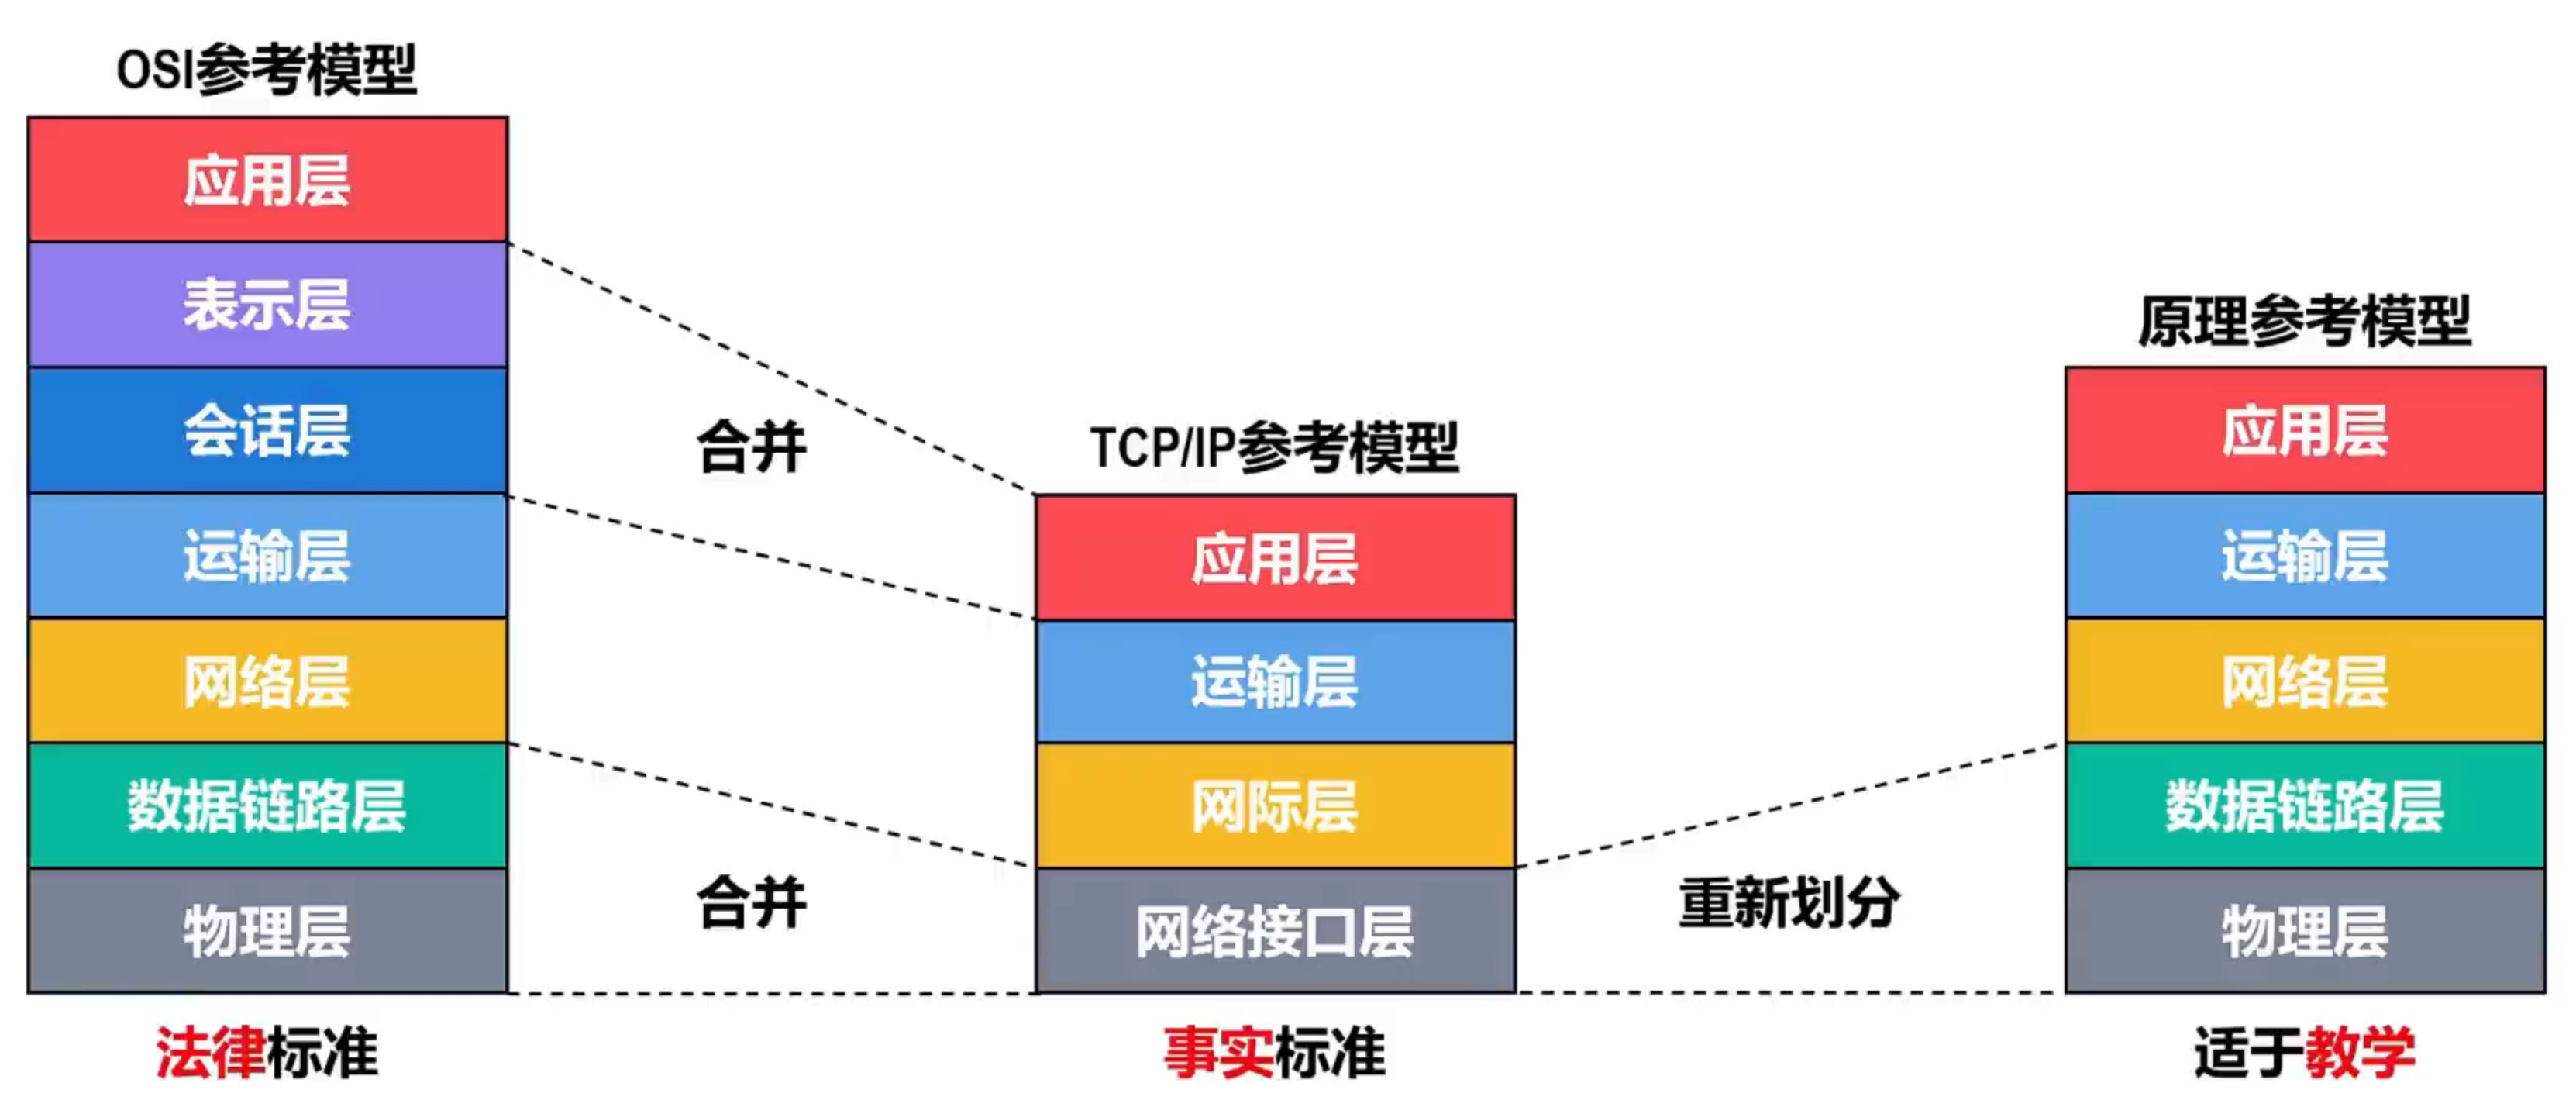 OSI参考模型
应用层
表示层
会话层
运输层
网络层
数据链路层
物理层
法律标准
合并
合并
TCP/IP参考模型
应用层
运输层
网际层
网络接口层
事实标准
重新划分
原理参考模型
应用层
运输层
网络层
数据链路层
物理层
适于教学